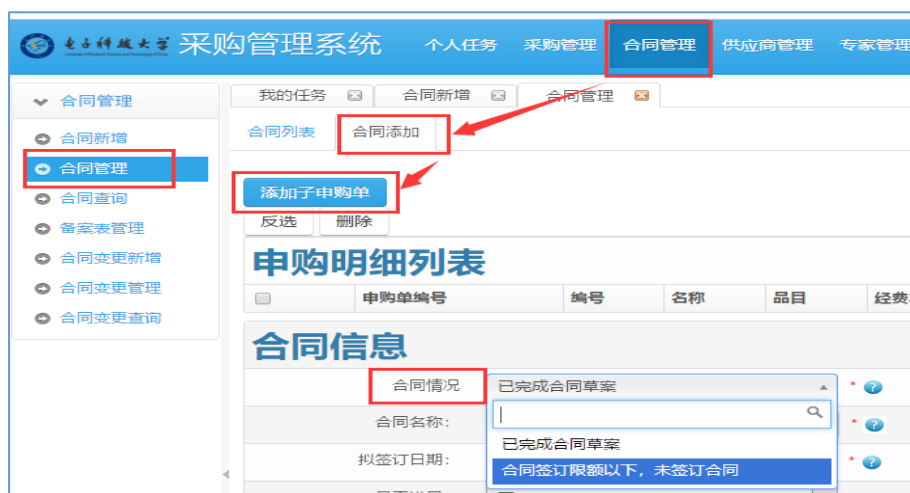 电子科技大学 采购管理系统 个人任务 采购管理 合同管理 供应商管理 专家管理
合同管理
合同新增
合同管理
合同查询
备案表管理
合同变更新增
合同变更管理
合同变更查询
我的任务 合同新增 合同管理
合同列表 合同添加
添加子申购单
反选 删除
申购明细列表
申购单编号 编号 名称 品目 经费
合同信息
合同情况 已完成合同草案 *
合同名称: *
已完成合同草案
拟签订日期: *
合同签订限额以下，未签订合同